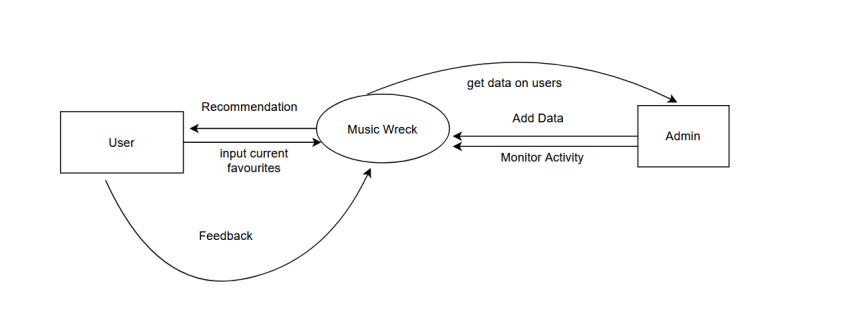 get data on users
Recommendation
Add Data
User
Music Wreck
Admin
input current
favourites
Monitor Activity
Feedback